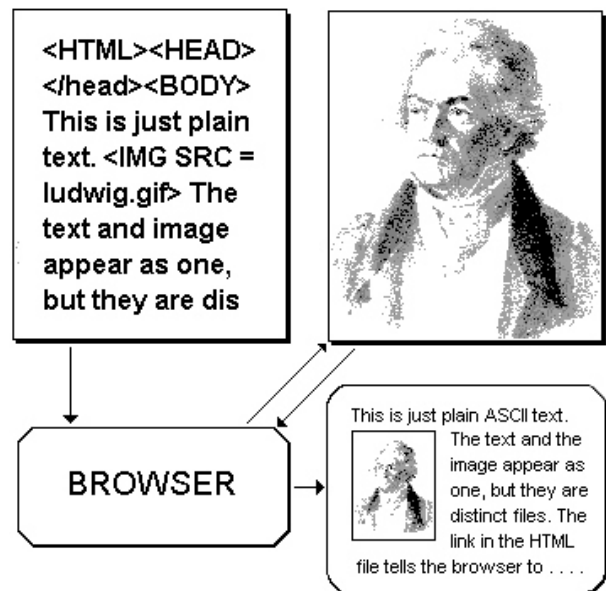 <HTML><HEAD>
</head><BODY>
This is just plain
text. <IMG SRC =
ludwig.gif> The
text and image
appear as one,
but they are dis
BROWSER
This is just plain ASCII text.
The text and the
image appear as
one, but they are
distinct files. The
link in the HTML
file tells the browser to . . . .